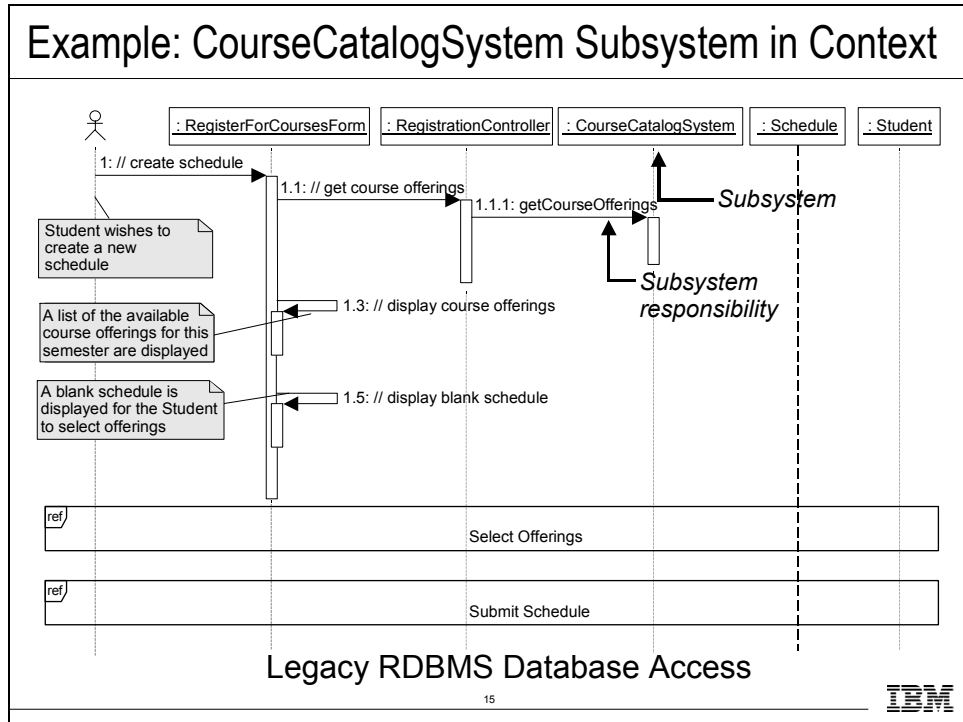 Example: CourseCatalogSystem Subsystem in Context
: RegisterForCoursesForm
: RegistrationController
: CourseCatalogSystem
: Schedule
: Student
1: // create schedule
1.1: // get course offerings
1.1.1: getCourseOfferings
Subsystem
Student wishes to
create a new
schedule
Subsystem
responsibility
1.3: // display course offerings
A list of the available
course offerings for this
semester are displayed
A blank schedule is
displayed for the Student
to select offerings
1.5: // display blank schedule
ref
Select Offerings
ref
Submit Schedule
Legacy RDBMS Database Access
15
IBM